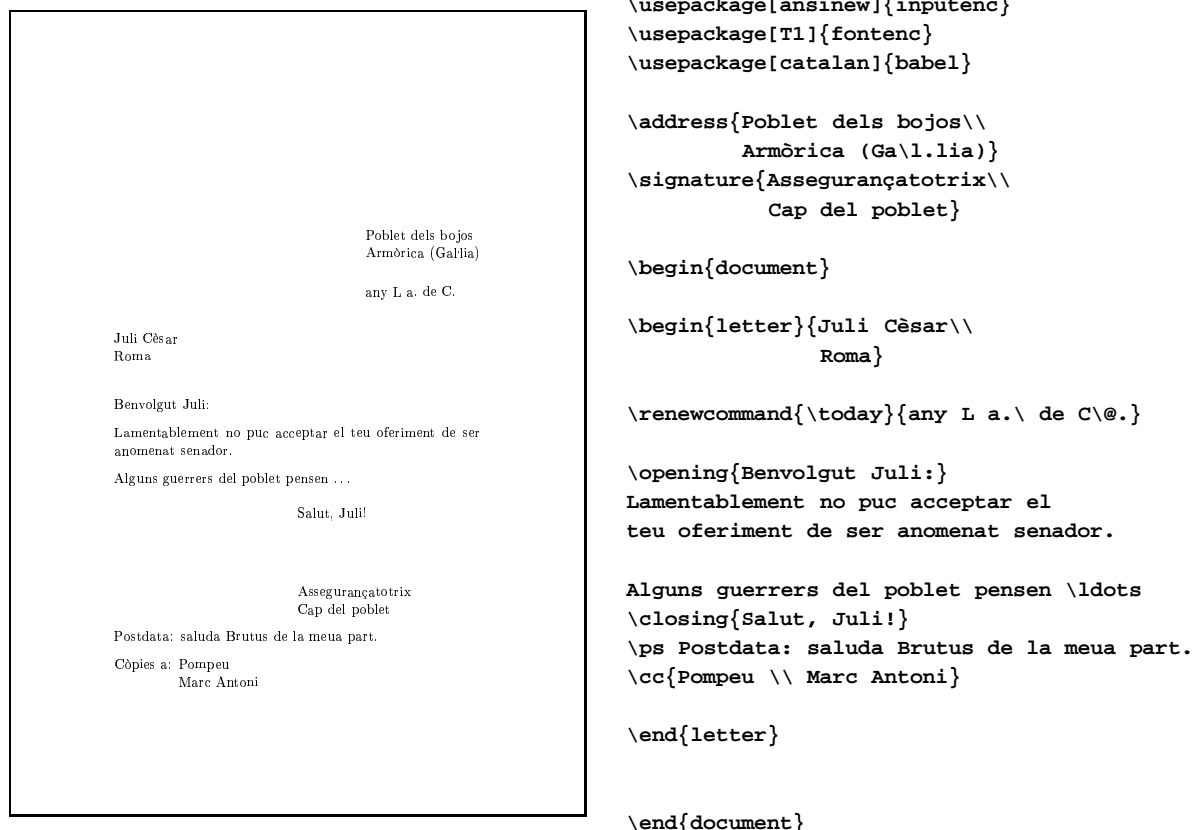 Poblet dels bojos
Armòrica (Gal·lia)
any L a. de C.
Juli Cèsar
Roma
Benvolgut Juli:
Lamentablement no puc acceptar el teu oferiment de ser
anomenat senador.
Alguns guerrers del poblet pensen ...
Salut, Juli!
Assegurançatotrix
Cap del poblet
Postdata: saluda Brutus de la meua part.
Còpies a: Pompeu
Marc Antoni
\usepackage[ansinew]{inputenc}
\usepackage[T1]{fontenc}
\usepackage[catalan]{babel}
\address{Poblet dels bojos\\
Armòrica (Ga\l.lia)}
\signature{Assegurançatotrix\\
Cap del poblet}
\begin{document}
\begin{letter}{Juli Cèsar\\
Roma}
\renewcommand{\today}{any L a.\ de C\@.}
\opening{Benvolgut Juli:}
Lamentablement no puc acceptar el
teu oferiment de ser anomenat senador.
Alguns guerrers del poblet pensen \ldots
\closing{Salut, Juli!}
\ps Postdata: saluda Brutus de la meua part.
\cc{Pompeu \\ Marc Antoni}
\end{letter}
\end{document}